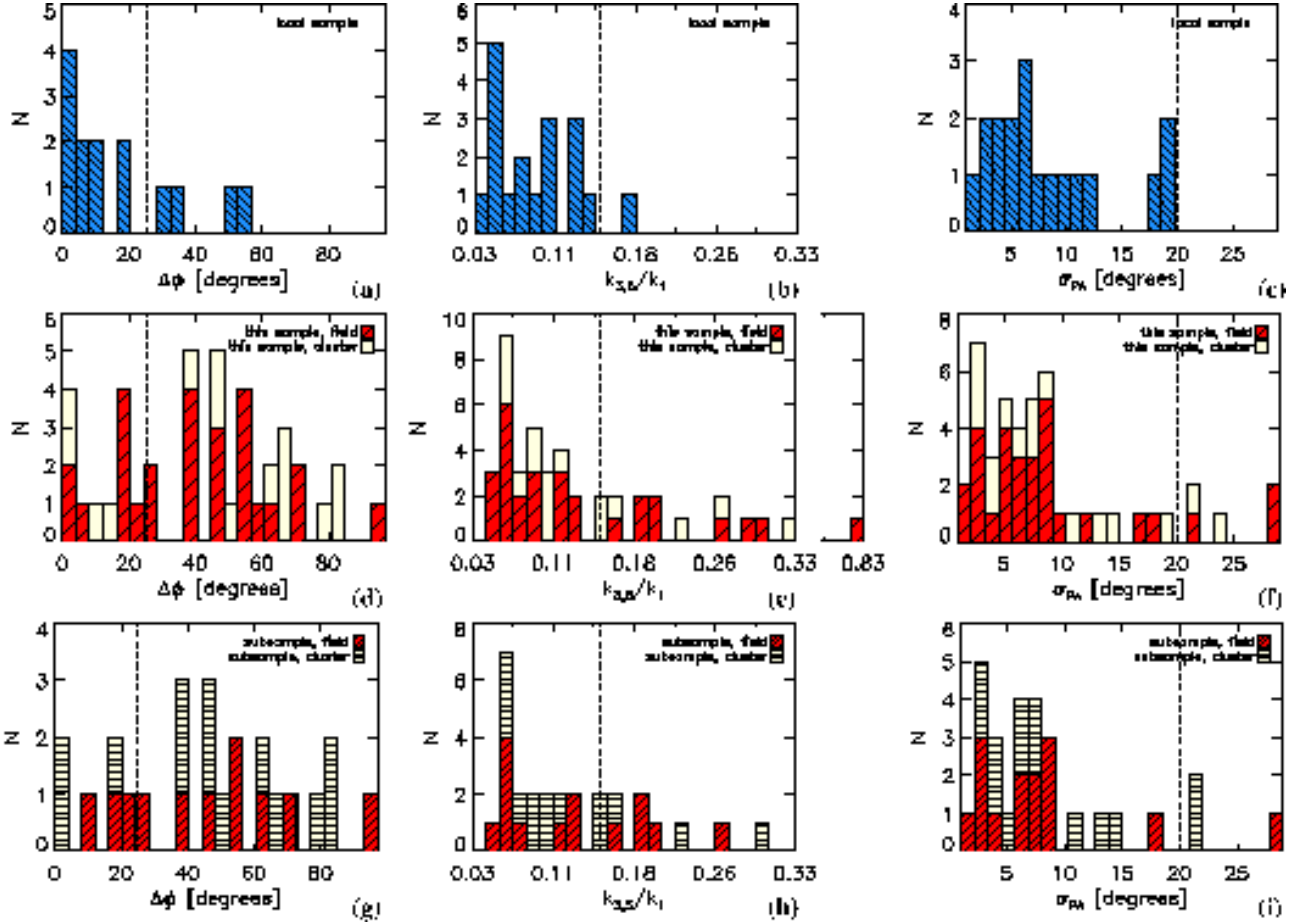 5
4
3
2
1
0
N
local sample
0 20 40 60 80
Δϕ [degrees]
(a)
6
5
4
3
2
1
0
N
local sample
0.03 0.11 0.18 0.26 0.33
k3,5/k1
(b)
4
3
2
1
0
N
local sample
5 10 15 20 25
σPA [degrees]
(c)
6
5
4
3
2
1
0
N
this sample, field
this sample, cluster
0 20 40 60 80
Δϕ [degrees]
(d)
10
8
6
4
2
0
N
this sample, field
this sample, cluster
0.03 0.11 0.18 0.26 0.33 0.83
k3,5/k1
(e)
8
6
4
2
0
N
this sample, field
this sample, cluster
5 10 15 20 25
σPA [degrees]
(f)
4
3
2
1
0
N
subsample, field
subsample, cluster
0 20 40 60 80
Δϕ [degrees]
(g)
8
6
4
2
0
N
subsample, field
subsample, cluster
0.03 0.11 0.18 0.26 0.33
k3,5/k1
(h)
6
5
4
3
2
1
0
N
subsample, field
subsample, cluster
5 10 15 20 25
σPA [degrees]
(i)